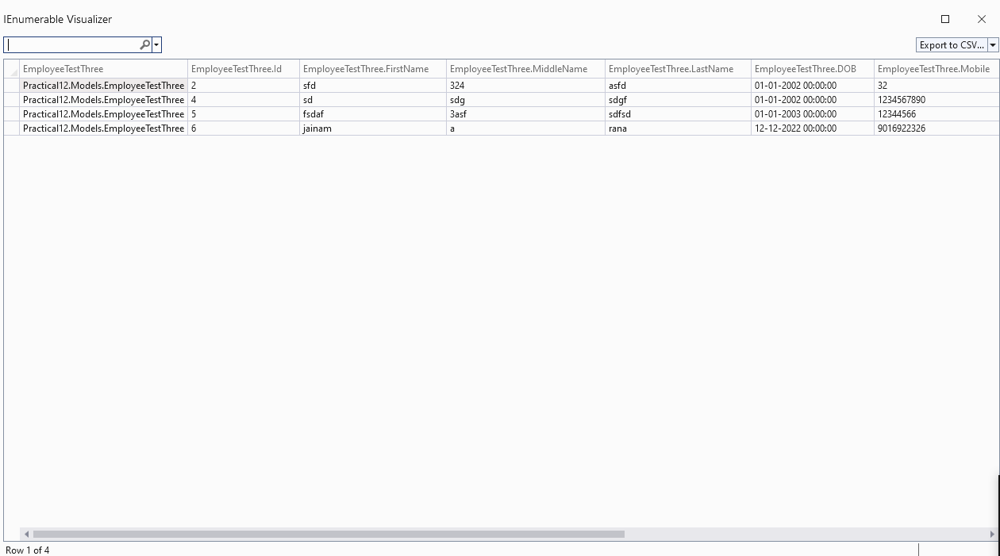 IEnumerable Visualizer
Export to CSV...
EmployeeTestThree EmployeeTestThree.Id EmployeeTestThree.FirstName EmployeeTestThree.MiddleName EmployeeTestThree.LastName EmployeeTestThree.DOB EmployeeTestThree.Mobile
Practical12.Models.EmployeeTestThree 2 sfd 324 asfd 01-01-2002 00:00:00 32
Practical12.Models.EmployeeTestThree 4 sd sdg sdgf 01-01-2002 00:00:00 1234567890
Practical12.Models.EmployeeTestThree 5 fsdaf 3asf sdfsd 01-01-2003 00:00:00 12344566
Practical12.Models.EmployeeTestThree 6 jainam a rana 12-12-2022 00:00:00 9016922326
Row 1 of 4